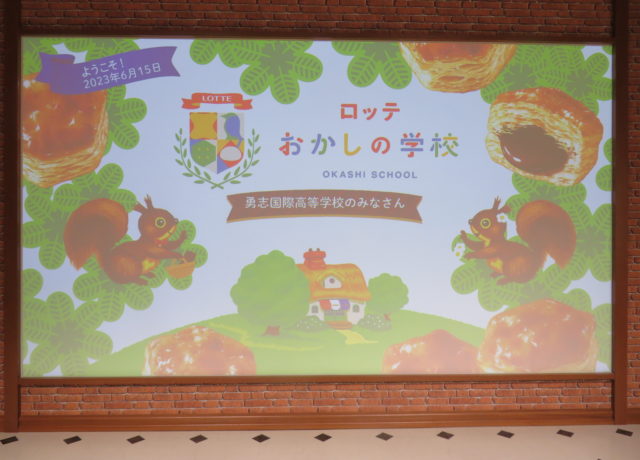 ようこそ!
2023年6月15日
LOTTE
ロッテ
おかしの学校
OKASHI SCHOOL
勇志国際高等学校のみなさん